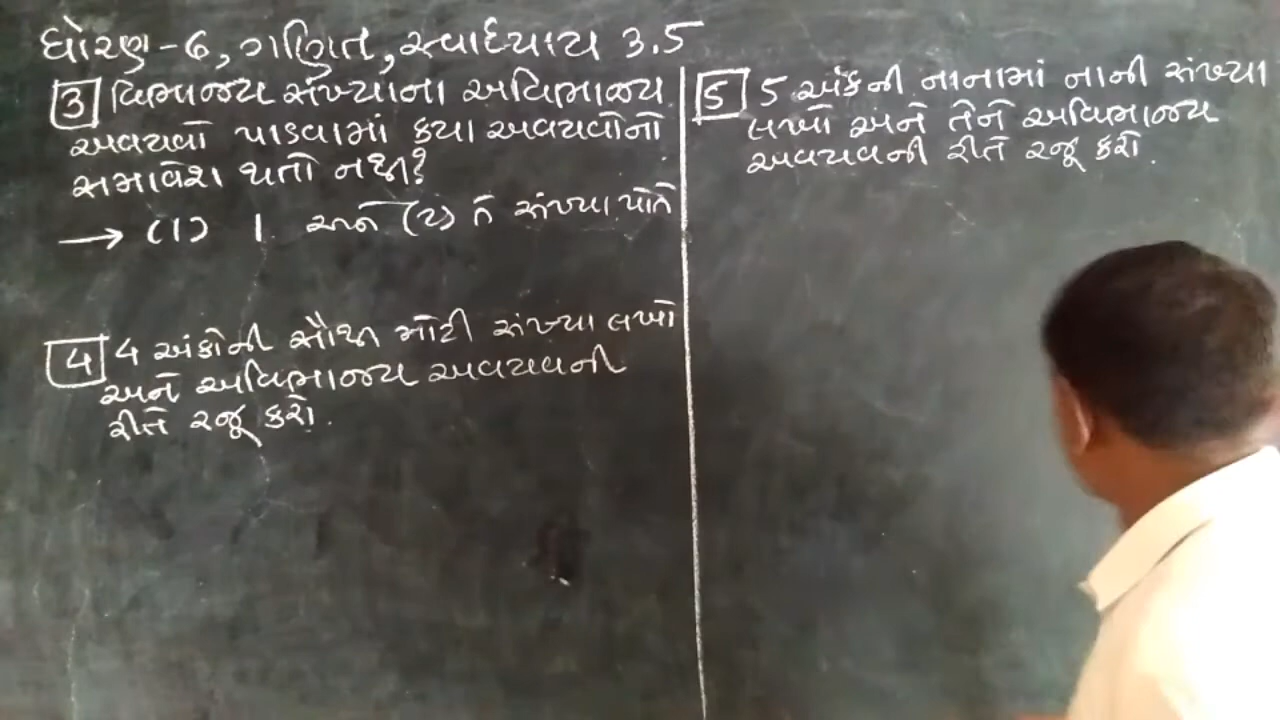 ધોરણ-6, ગણિત, સ્વાધ્યાય 3.5
3 વિભાજ્ય સંખ્યાના અવિભાજ્ય
અવયવો પાડવામાં કયા અવયવોનો
સમાવેશ થતો નથી?
→ (1) 1 અને (2) તે સંખ્યા પોતે
4 4 અંકોની સૌથી મોટી સંખ્યા લખો
અને અવિભાજ્ય અવયવની
રીતે રજૂ કરો.
5 5 અંકની નાનામાં નાની સંખ્યા
લખો અને તેને અવિભાજ્ય
અવયવની રીતે રજૂ કરો.